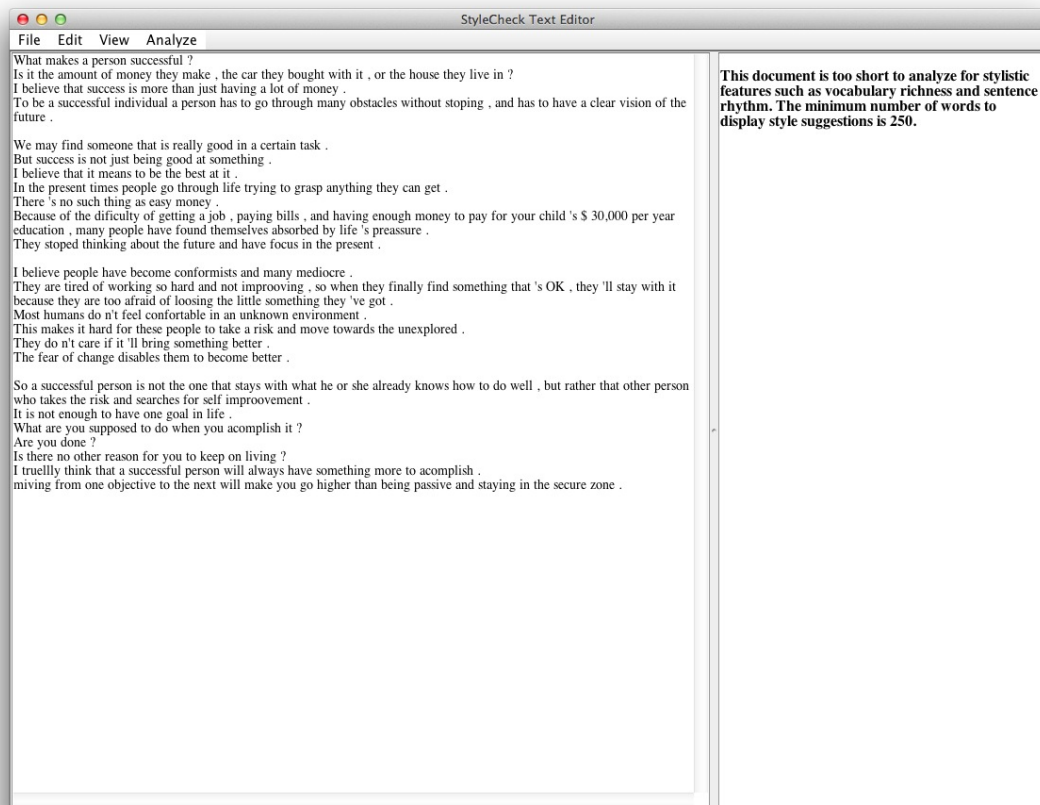 StyleCheck Text Editor
File Edit View Analyze
What makes a person successful ?
Is it the amount of money they make , the car they bought with it , or the house they live in ?
I believe that success is more than just having a lot of money .
To be a successful individual a person has to go through many obstacles without stoping , and has to have a clear vision of the
future .
We may find someone that is really good in a certain task .
But success is not just being good at something .
I believe that it means to be the best at it .
In the present times people go through life trying to grasp anything they can get .
There 's no such thing as easy money .
Because of the dificulty of getting a job , paying bills , and having enough money to pay for your child 's $ 30,000 per year
education , many people have found themselves absorbed by life 's preassure .
They stoped thinking about the future and have focus in the present .
I believe people have become conformists and many mediocre .
They are tired of working so hard and not improoving , so when they finally find something that 's OK , they 'll stay with it
because they are too afraid of loosing the little something they 've got .
Most humans do n't feel confortable in an unknown environment .
This makes it hard for these people to take a risk and move towards the unexplored .
They do n't care if it 'll bring something better .
The fear of change disables them to become better .
So a successful person is not the one that stays with what he or she already knows how to do well , but rather that other person
who takes the risk and searches for self improovement .
It is not enough to have one goal in life .
What are you supposed to do when you acomplish it ?
Are you done ?
Is there no other reason for you to keep on living ?
I truellly think that a successful person will always have something more to acomplish .
miving from one objective to the next will make you go higher than being passive and staying in the secure zone .
This document is too short to analyze for stylistic
features such as vocabulary richness and sentence
rhythm. The minimum number of words to
display style suggestions is 250.